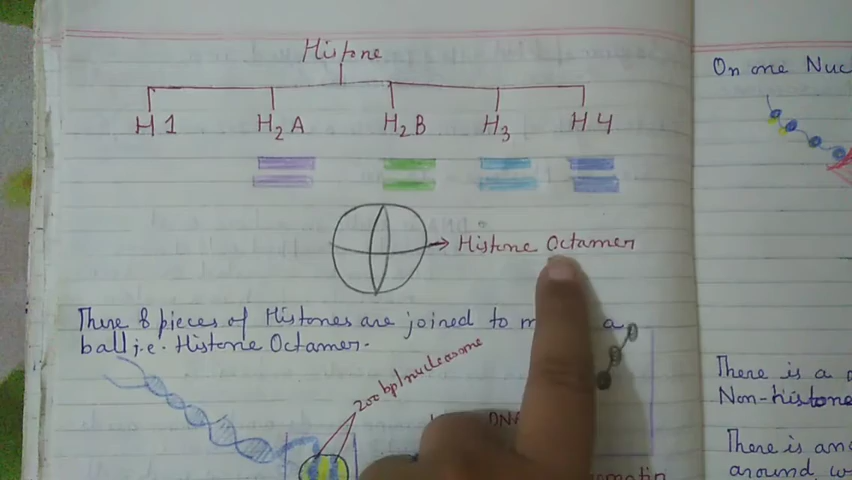 Histone
H1 H2A H2B H3 H4
Histone Octamer
There 8 pieces of Histones are joined to m a
ball i.e. Histone Octamer.
200 bp/nucleosome
DNA
On one Nuc
There is a
Non-histone
There is an
around w